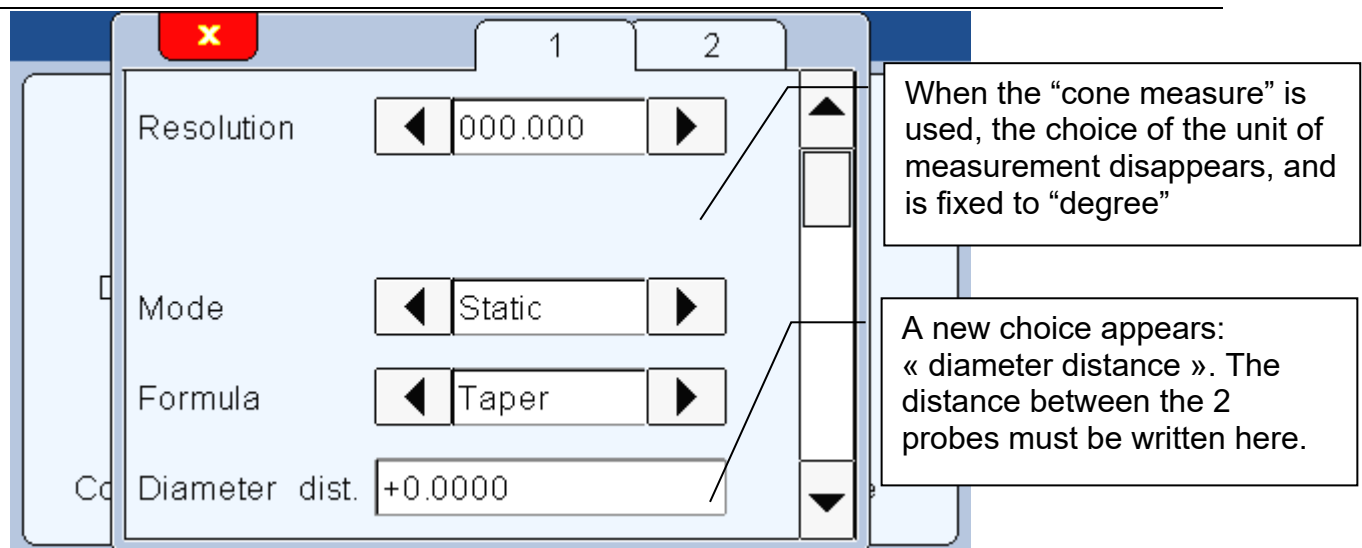 x
1 2
Resolution 000.000
Mode Static
Formula Taper
Diameter dist. +0.0000
When the “cone measure” is
used, the choice of the unit of
measurement disappears, and
is fixed to “degree”
A new choice appears:
« diameter distance ». The
distance between the 2
probes must be written here.